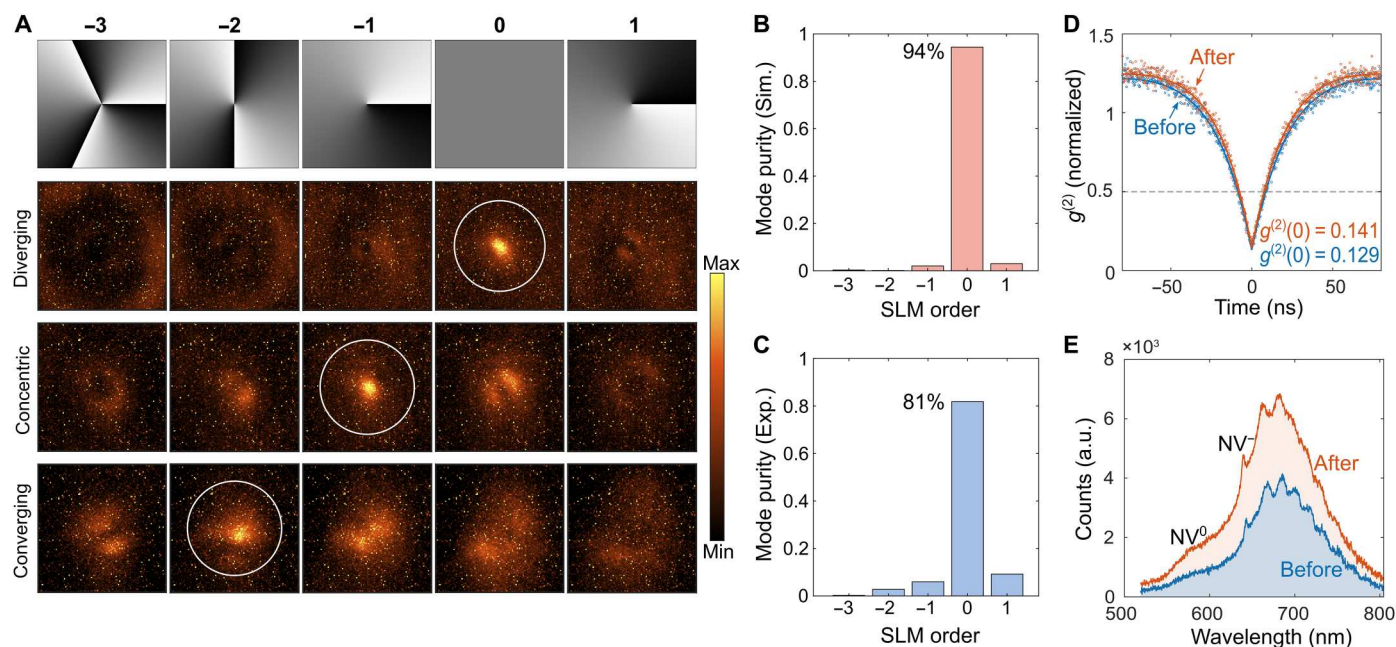 A
−3 −2 −1 0 1
Diverging
Concentric
Converging
Max
Min
B
94%
Mode purity (Sim.)
1
0.8
0.6
0.4
0.2
0
−3 −2 −1 0 1
SLM order
C
81%
Mode purity (Exp.)
1
0.8
0.6
0.4
0.2
0
−3 −2 −1 0 1
SLM order
D
g(2) (normalized)
1.5
1
0.5
0
After
Before
g(2)(0) = 0.141
g(2)(0) = 0.129
−50 0 50
Time (ns)
E
×10³
Counts (a.u.)
8
6
4
2
0
NV−
NV0
After
Before
500 600 700 800
Wavelength (nm)